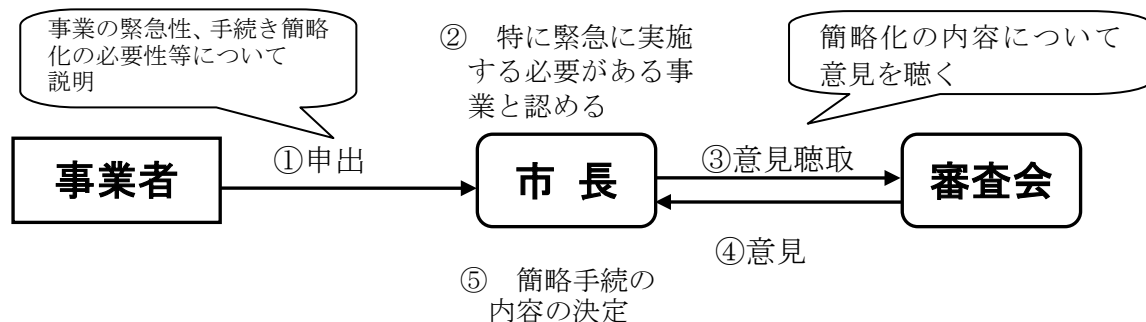 事業の緊急性、手続き簡略
化の必要性等について
説明
② 特に緊急に実施
する必要がある事
業と認める
簡略化の内容について
意見を聴く
事業者
①申出
市 長
③意見聴取
審査会
④意見
⑤ 簡略手続の
内容の決定